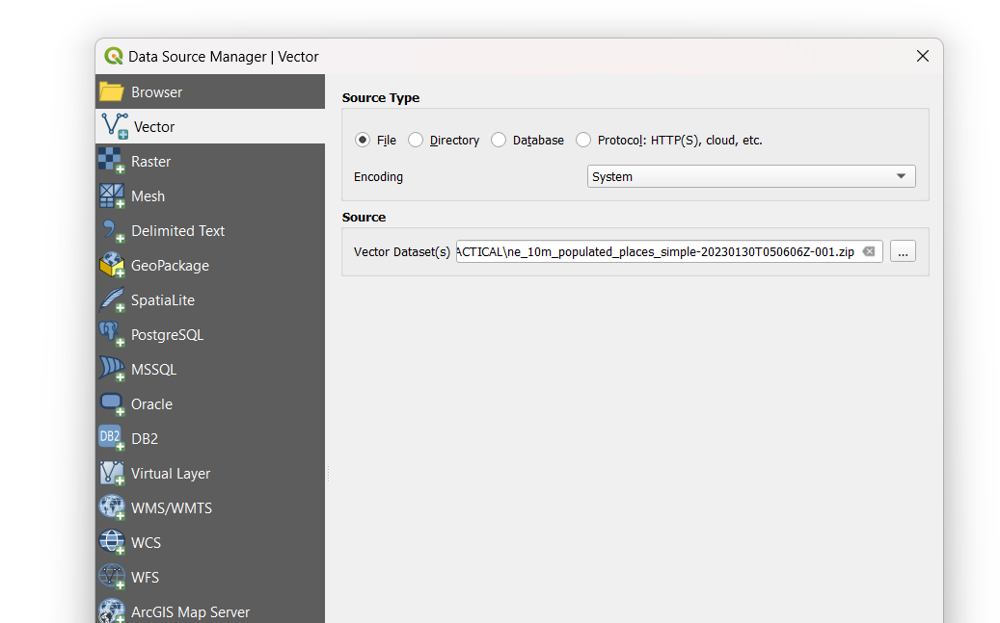 Data Source Manager | Vector
Browser
Vector
Raster
Mesh
Delimited Text
GeoPackage
SpatiaLite
PostgreSQL
MSSQL
Oracle
DB2
DB2
Virtual Layer
WMS/WMTS
WCS
WFS
ArcGIS Map Server
Source Type
File Directory Database Protocol: HTTP(S), cloud, etc.
Encoding System
Source
Vector Dataset(s) ACTICAL\ne_10m_populated_places_simple-20230130T050606Z-001.zip ...